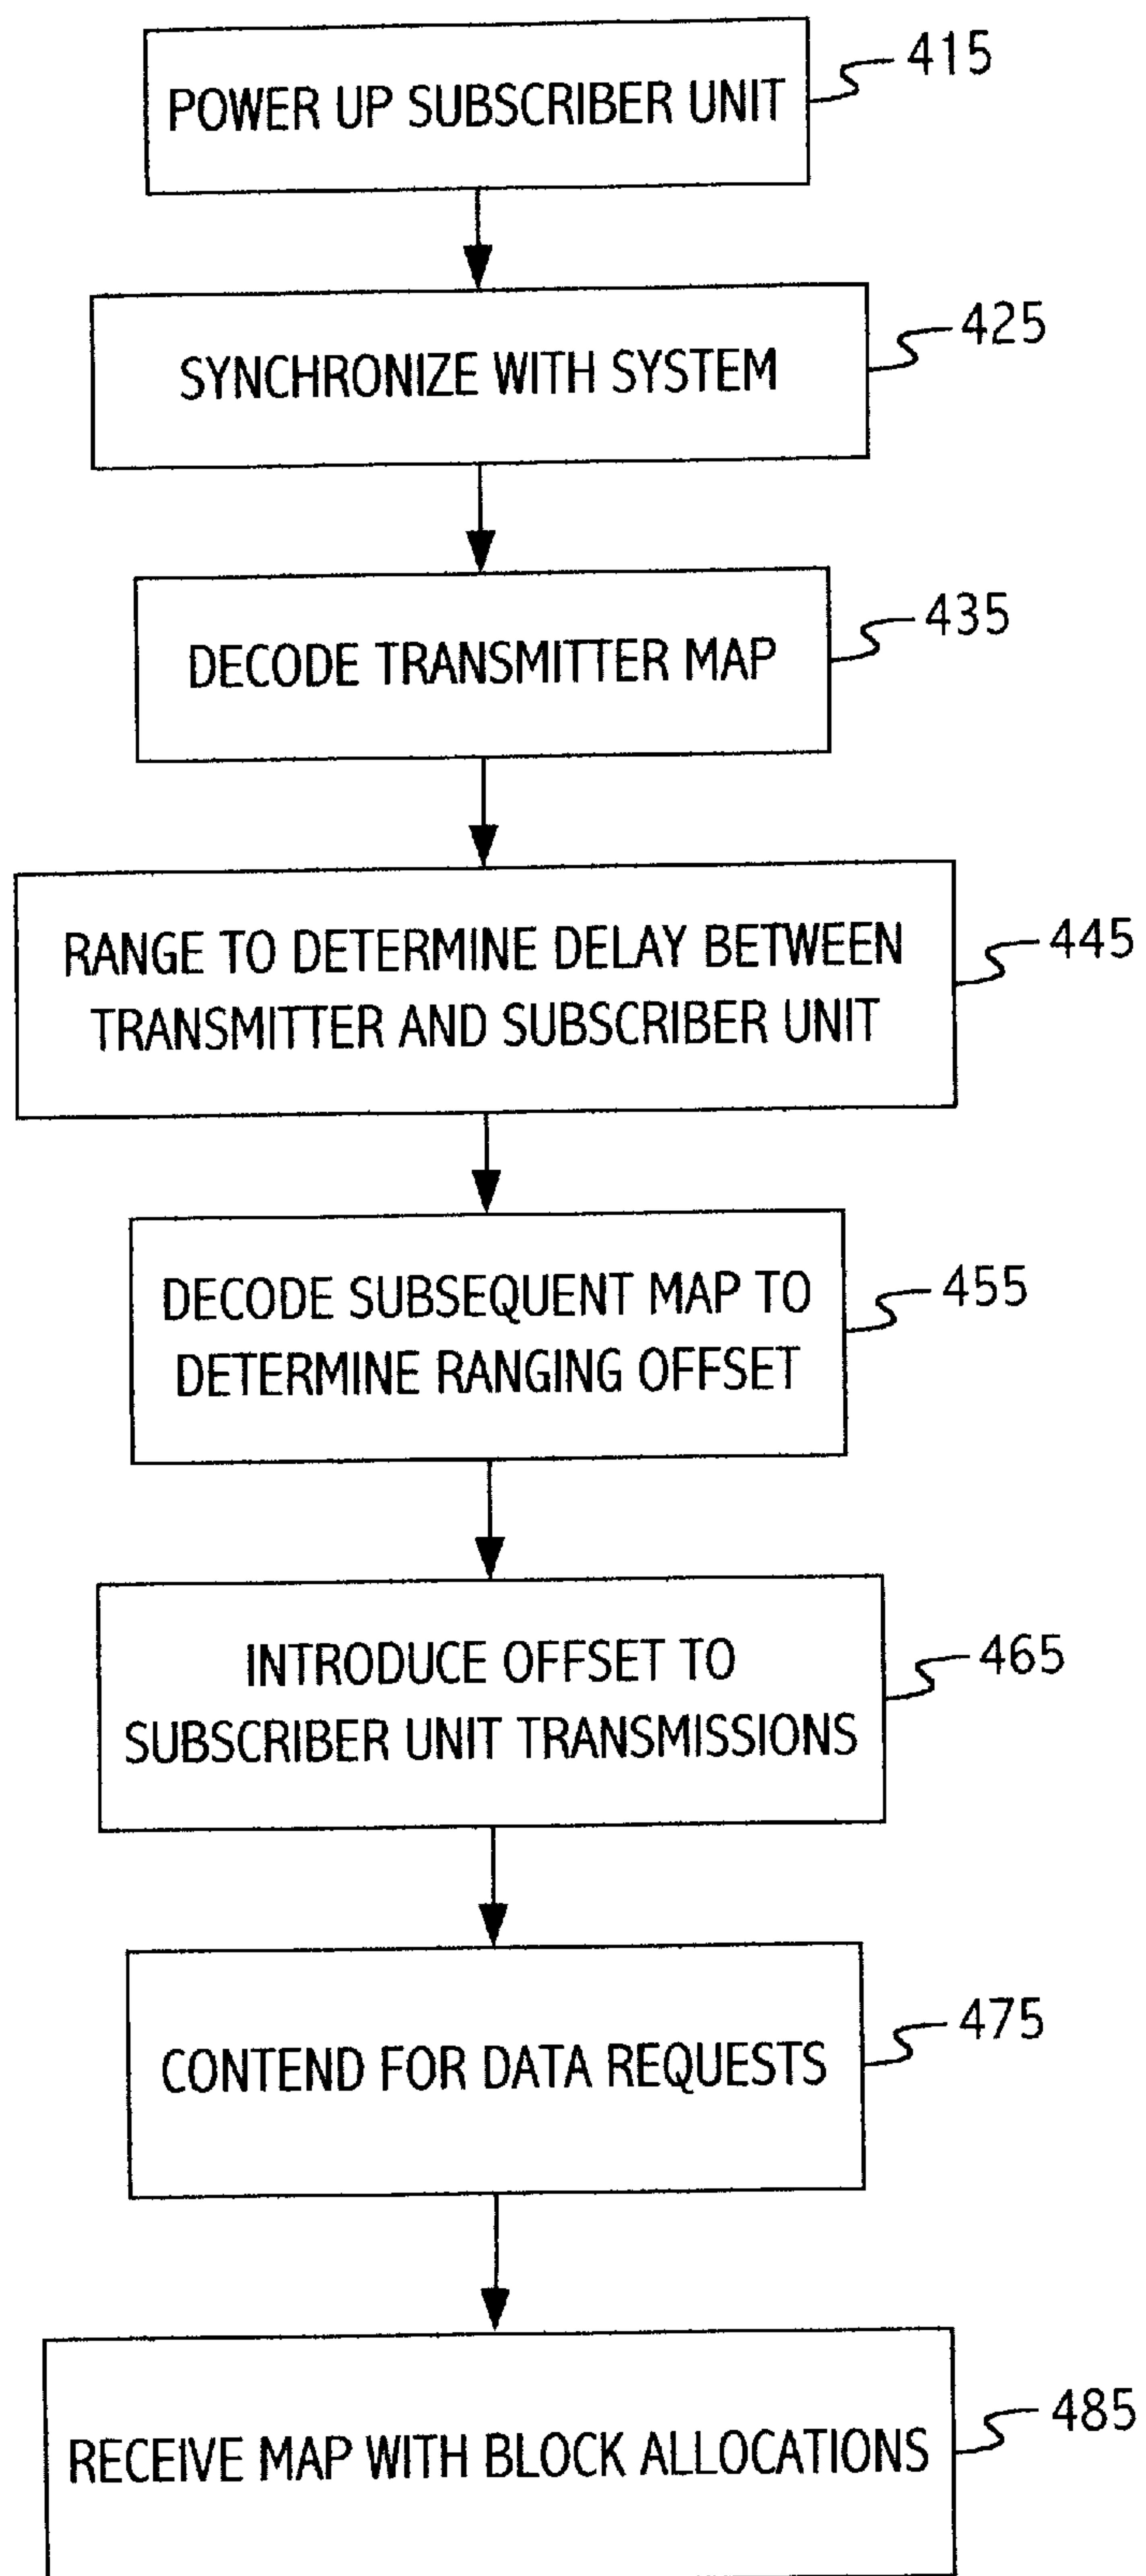 POWER UP SUBSCRIBER UNIT
415
SYNCHRONIZE WITH SYSTEM
425
DECODE TRANSMITTER MAP
435
RANGE TO DETERMINE DELAY BETWEEN
TRANSMITTER AND SUBSCRIBER UNIT
445
DECODE SUBSEQUENT MAP TO
DETERMINE RANGING OFFSET
455
INTRODUCE OFFSET TO
SUBSCRIBER UNIT TRANSMISSIONS
465
CONTEND FOR DATA REQUESTS
475
RECEIVE MAP WITH BLOCK ALLOCATIONS
485